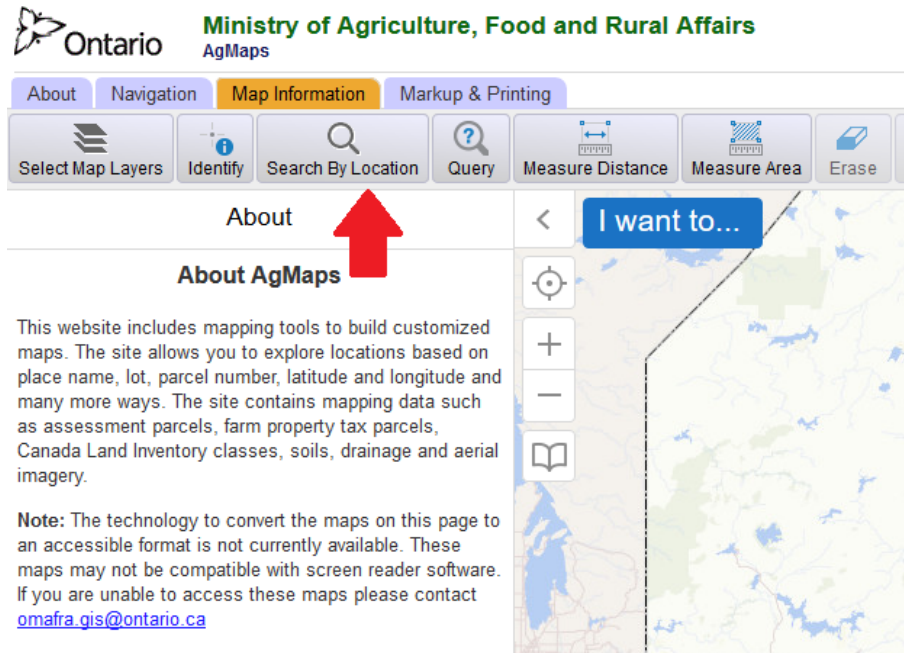 Ontario
Ministry of Agriculture, Food and Rural Affairs
AgMaps
About Navigation Map Information Markup & Printing
Select Map Layers Identify Search By Location Query Measure Distance Measure Area Erase
About
I want to...
About AgMaps
This website includes mapping tools to build customized
maps. The site allows you to explore locations based on
place name, lot, parcel number, latitude and longitude and
many more ways. The site contains mapping data such
as assessment parcels, farm property tax parcels,
Canada Land Inventory classes, soils, drainage and aerial
imagery.
Note: The technology to convert the maps on this page to
an accessible format is not currently available. These
maps may not be compatible with screen reader software.
If you are unable to access these maps please contact
omafra.gis@ontario.ca